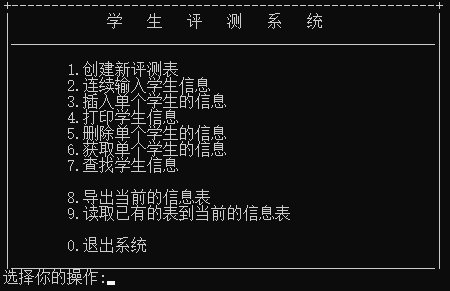 学 生 评 测 系 统
1.创建新评测表
2.连续输入学生信息
3.插入单个学生的信息
4.打印学生信息
5.删除单个学生的信息
6.获取单个学生的信息
7.查找学生信息
8.导出当前的信息表
9.读取已有的表到当前的信息表
0.退出系统
选择你的操作: